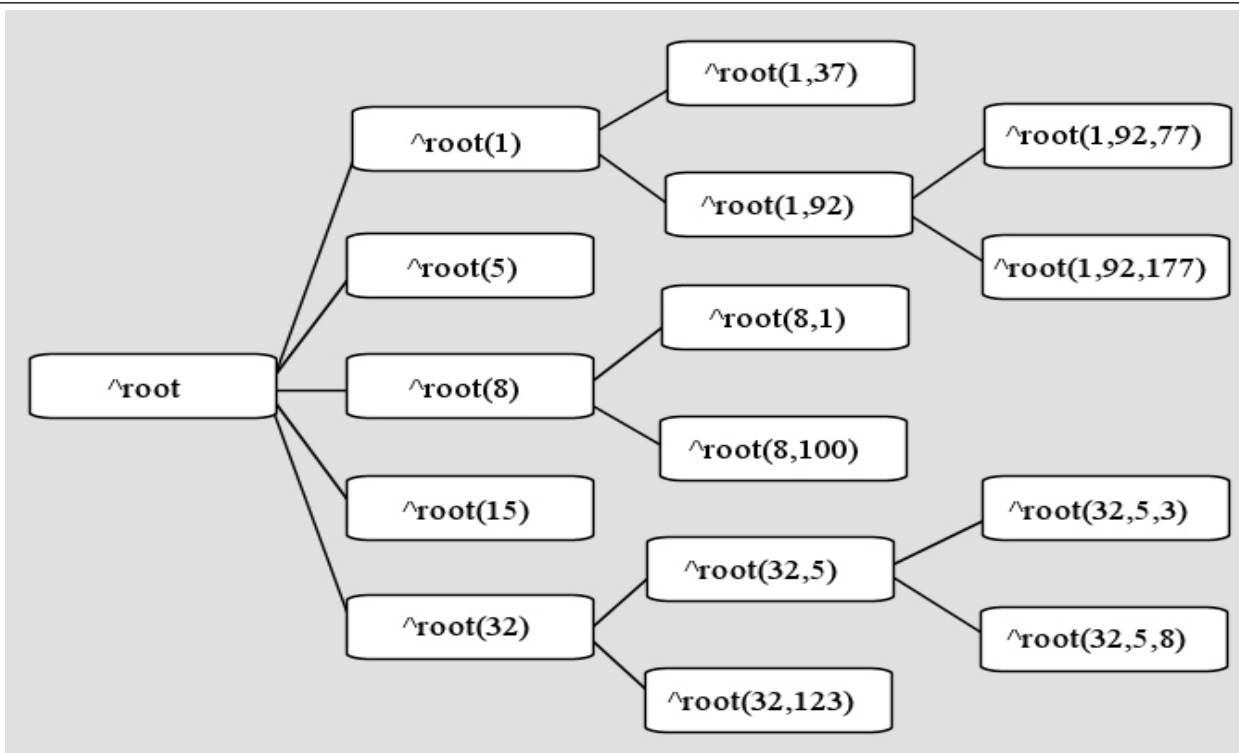 ^root
^root(1)
^root(5)
^root(8)
^root(15)
^root(32)
^root(1,37)
^root(1,92)
^root(8,1)
^root(8,100)
^root(32,5)
^root(32,123)
^root(1,92,77)
^root(1,92,177)
^root(32,5,3)
^root(32,5,8)